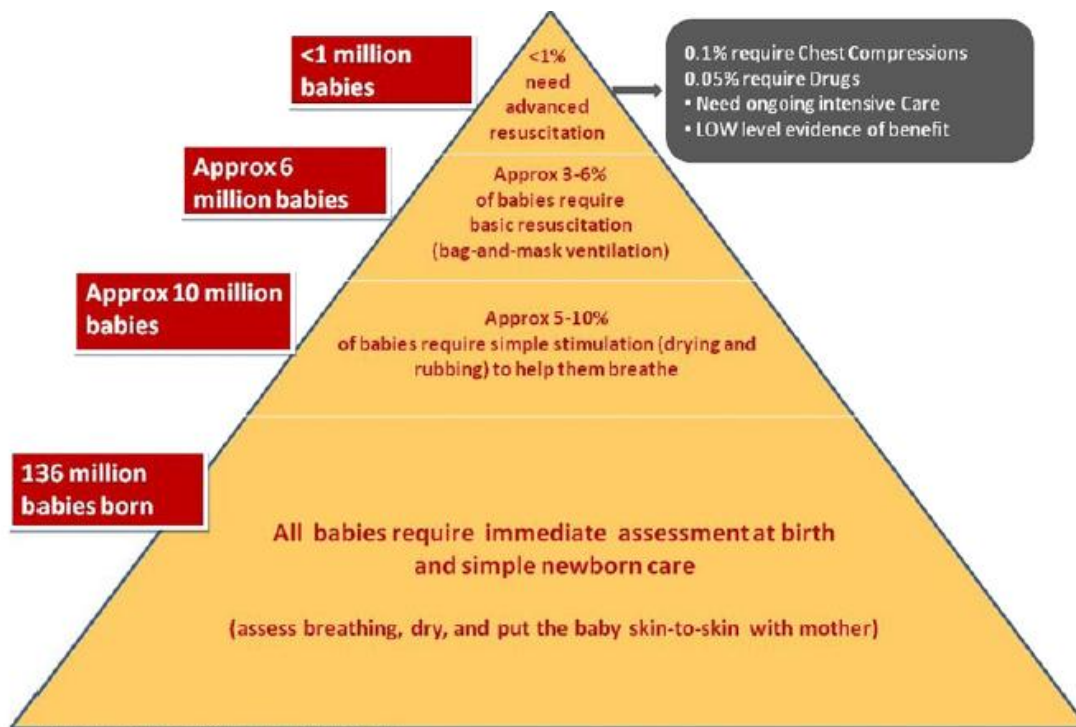 <1 million
babies
<1%
need
advanced
resuscitation
0.1% require Chest Compressions
0.05% require Drugs
• Need ongoing intensive Care
• LOW level evidence of benefit
Approx 6
million babies
Approx 3-6%
of babies require
basic resuscitation
(bag-and-mask ventilation)
Approx 10 million
babies
Approx 5-10%
of babies require simple stimulation (drying and
rubbing) to help them breathe
136 million
babies born
All babies require immediate assessment at birth
and simple newborn care
(assess breathing, dry, and put the baby skin-to-skin with mother)